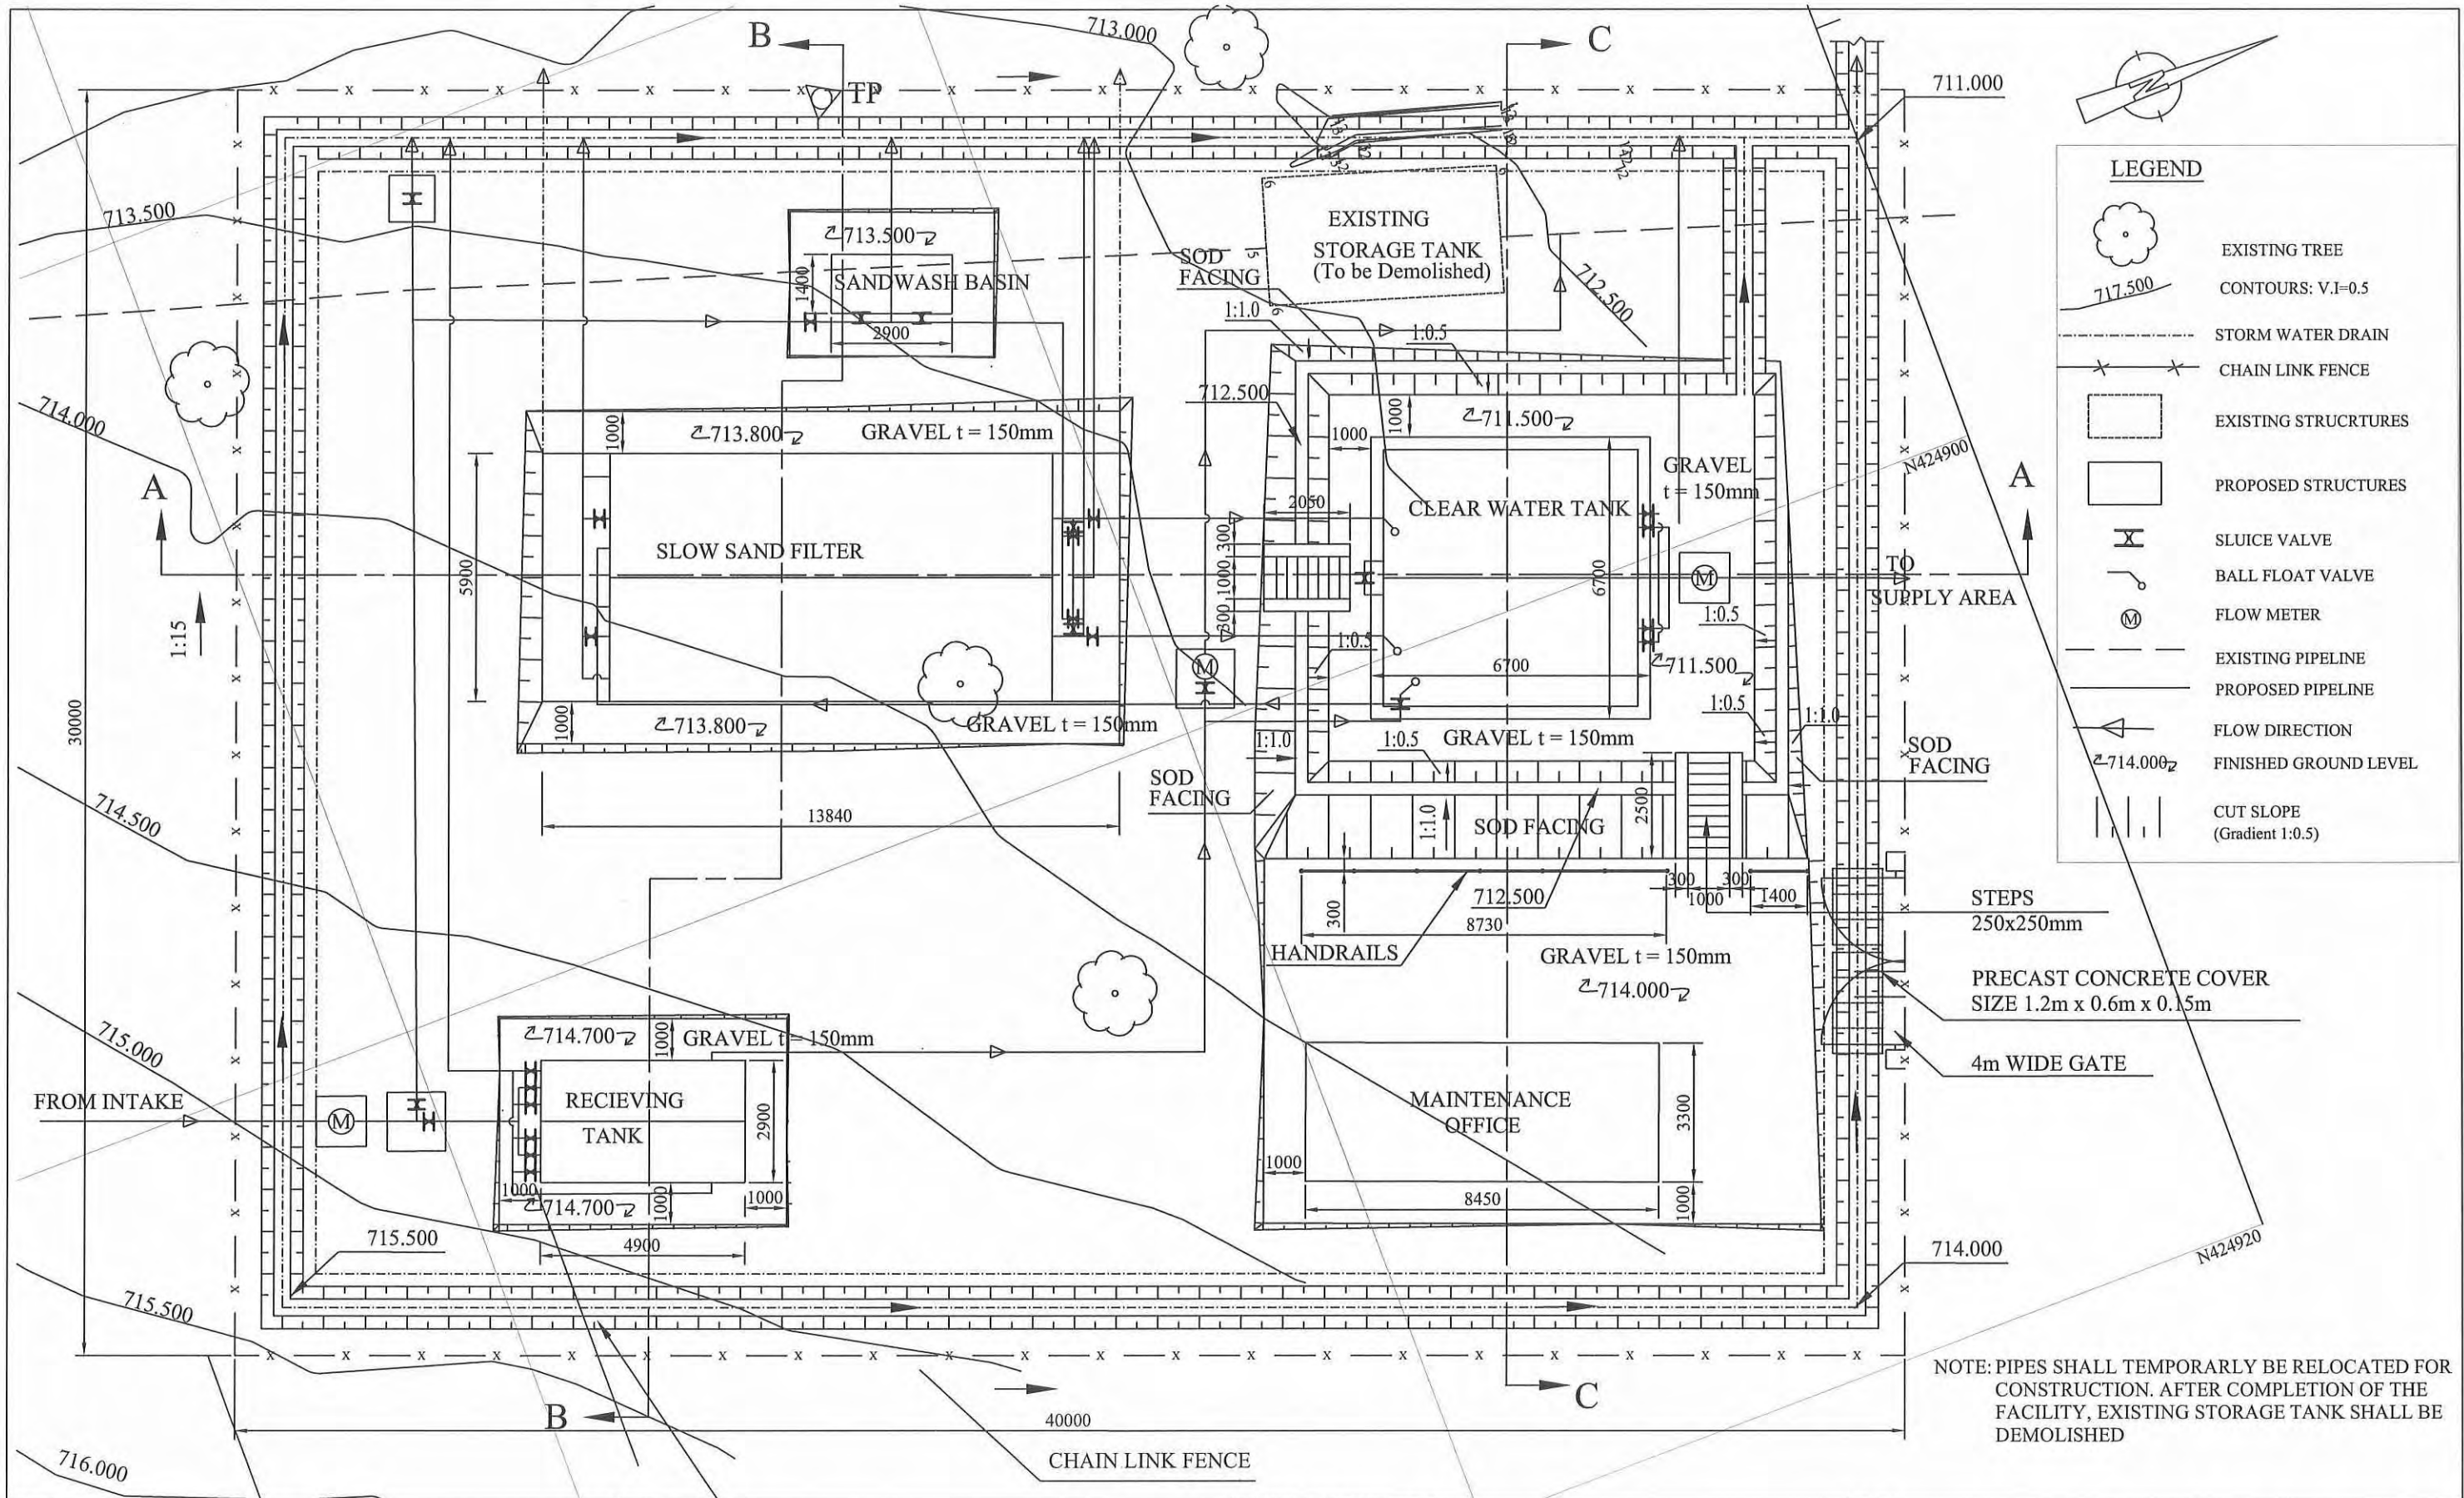 B
C
713.000
TP
711.000
N
LEGEND
EXISTING TREE
717.500
CONTOURS: V.I=0.5
STORM WATER DRAIN
CHAIN LINK FENCE
EXISTING STRUCRTURES
PROPOSED STRUCTURES
SLUICE VALVE
BALL FLOAT VALVE
M
FLOW METER
EXISTING PIPELINE
PROPOSED PIPELINE
FLOW DIRECTION
714.000
FINISHED GROUND LEVEL
CUT SLOPE
(Gradient 1:0.5)
713.500
713.500
1400
SANDWASH BASIN
2900
EXISTING
STORAGE TANK
(To be Demolished)
SOD
FACING
712.500
1:1.0
1:0.5
714.000
712.500
1000
713.800
GRAVEL t = 150mm
1000
1000
711.500
GRAVEL
t = 150mm
N424900
A
A
2050
CLEAR WATER TANK
SLOW SAND FILTER
5900
300
1000
300
6700
M
TO
SUPPLY AREA
1:15
1:0.5
1:0.5
M
6700
711.500
1000
713.800
GRAVEL t = 150mm
1:0.5
1:1.0
GRAVEL t = 150mm
1:1.0
1:0.5
SOD
FACING
30000
SOD
FACING
714.500
13840
1:1.0
SOD FACING
2500
300
712.500
300
1000
300
1400
8730
HANDRAILS
GRAVEL t = 150mm
714.000
STEPS
250x250mm
PRECAST CONCRETE COVER
SIZE 1.2m x 0.6m x 0.15m
4m WIDE GATE
715.000
714.700
1000
GRAVEL t = 150mm
FROM INTAKE
M
RECIEVING
TANK
2900
MAINTENANCE
OFFICE
3300
1000
714.700
1000
1000
1000
8450
1000
715.500
4900
714.000
N424920
715.500
B
C
40000
CHAIN LINK FENCE
716.000
NOTE: PIPES SHALL TEMPORARLY BE RELOCATED FOR
CONSTRUCTION. AFTER COMPLETION OF THE
FACILITY, EXISTING STORAGE TANK SHALL BE
DEMOLISHED